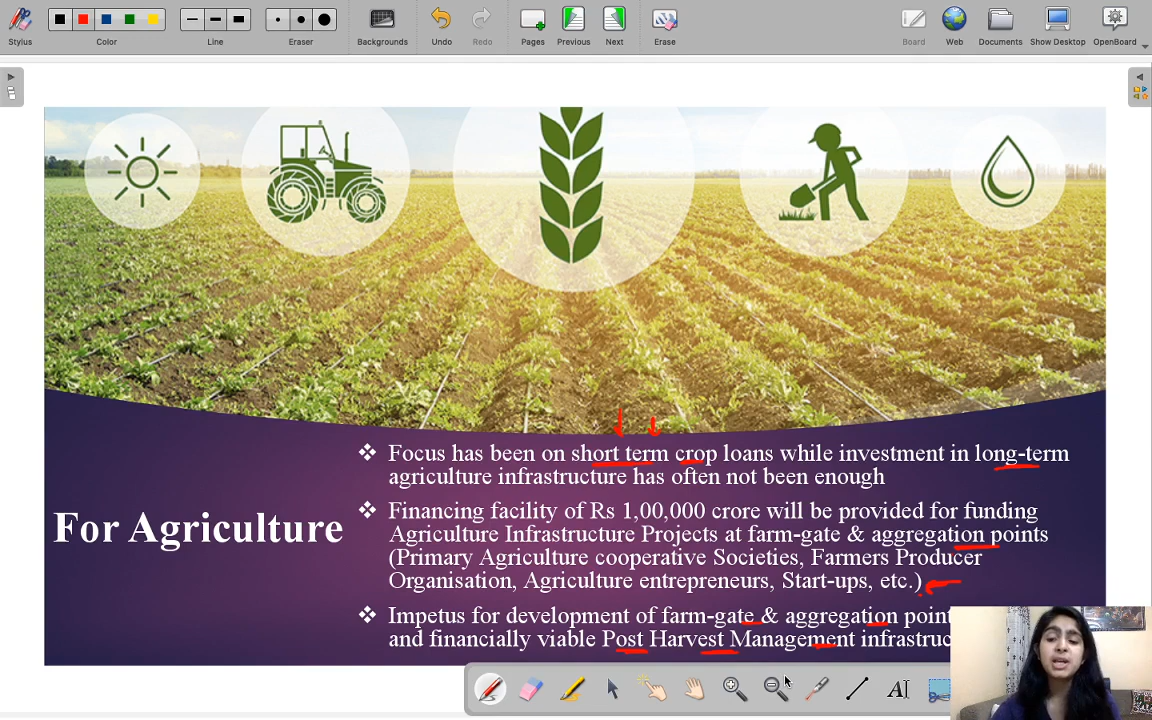 Stylus
Color
Line
Eraser
Backgrounds
Undo
Redo
Pages
Previous
Next
Erase
Board
Web
Documents
Show Desktop
OpenBoard
For Agriculture
❖ Focus has been on short term crop loans while investment in long-term
agriculture infrastructure has often not been enough
❖ Financing facility of Rs 1,00,000 crore will be provided for funding
Agriculture Infrastructure Projects at farm-gate & aggregation points
(Primary Agriculture cooperative Societies, Farmers Producer
Organisation, Agriculture entrepreneurs, Start-ups, etc.)
❖ Impetus for development of farm-gate & aggregation
and financially viable Post Harvest Management
A